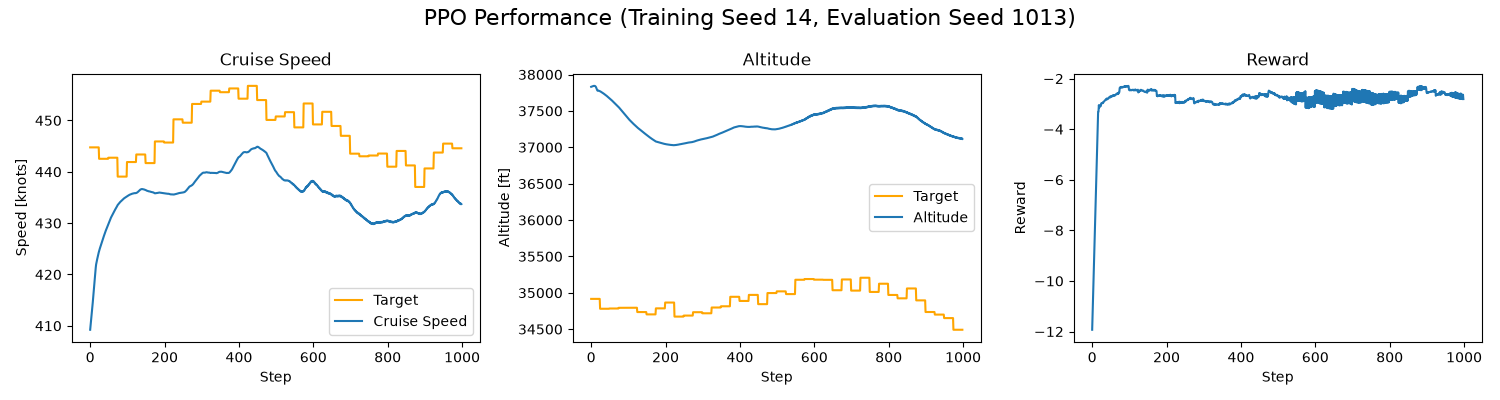 PPO Performance (Training Seed 14, Evaluation Seed 1013)
Cruise Speed
Speed [knots]
450
440
430
420
410
Target
Cruise Speed
0 200 400 600 800 1000
Step
Altitude
Altitude [ft]
38000
37500
37000
36500
36000
35500
35000
34500
Target
Altitude
0 200 400 600 800 1000
Step
Reward
Reward
−2
−4
−6
−8
−10
−12
0 200 400 600 800 1000
Step